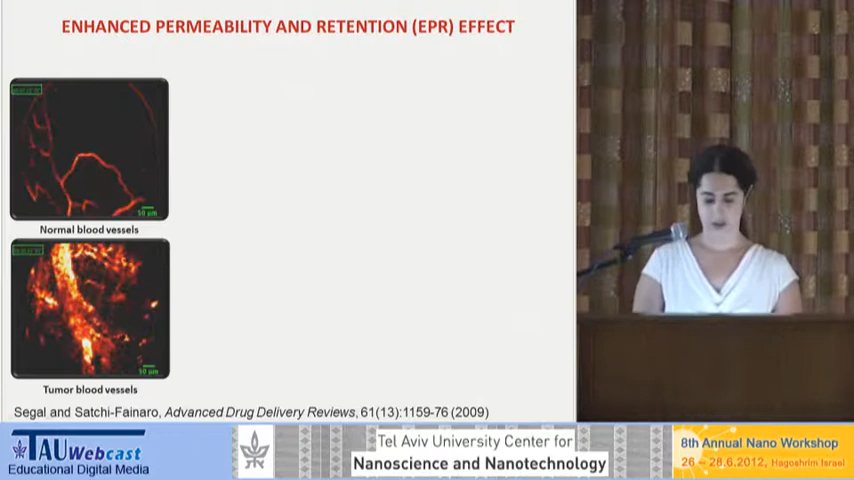 ENHANCED PERMEABILITY AND RETENTION (EPR) EFFECT
50 µm
Normal blood vessels
50 µm
Tumor blood vessels
Segal and Satchi-Fainaro, Advanced Drug Delivery Reviews, 61(13):1159-76 (2009)
TAU Webcast
Educational Digital Media
Tel Aviv University Center for
Nanoscience and Nanotechnology
8th Annual Nano Workshop
26 – 28.6.2012, Hagoshrim Israel